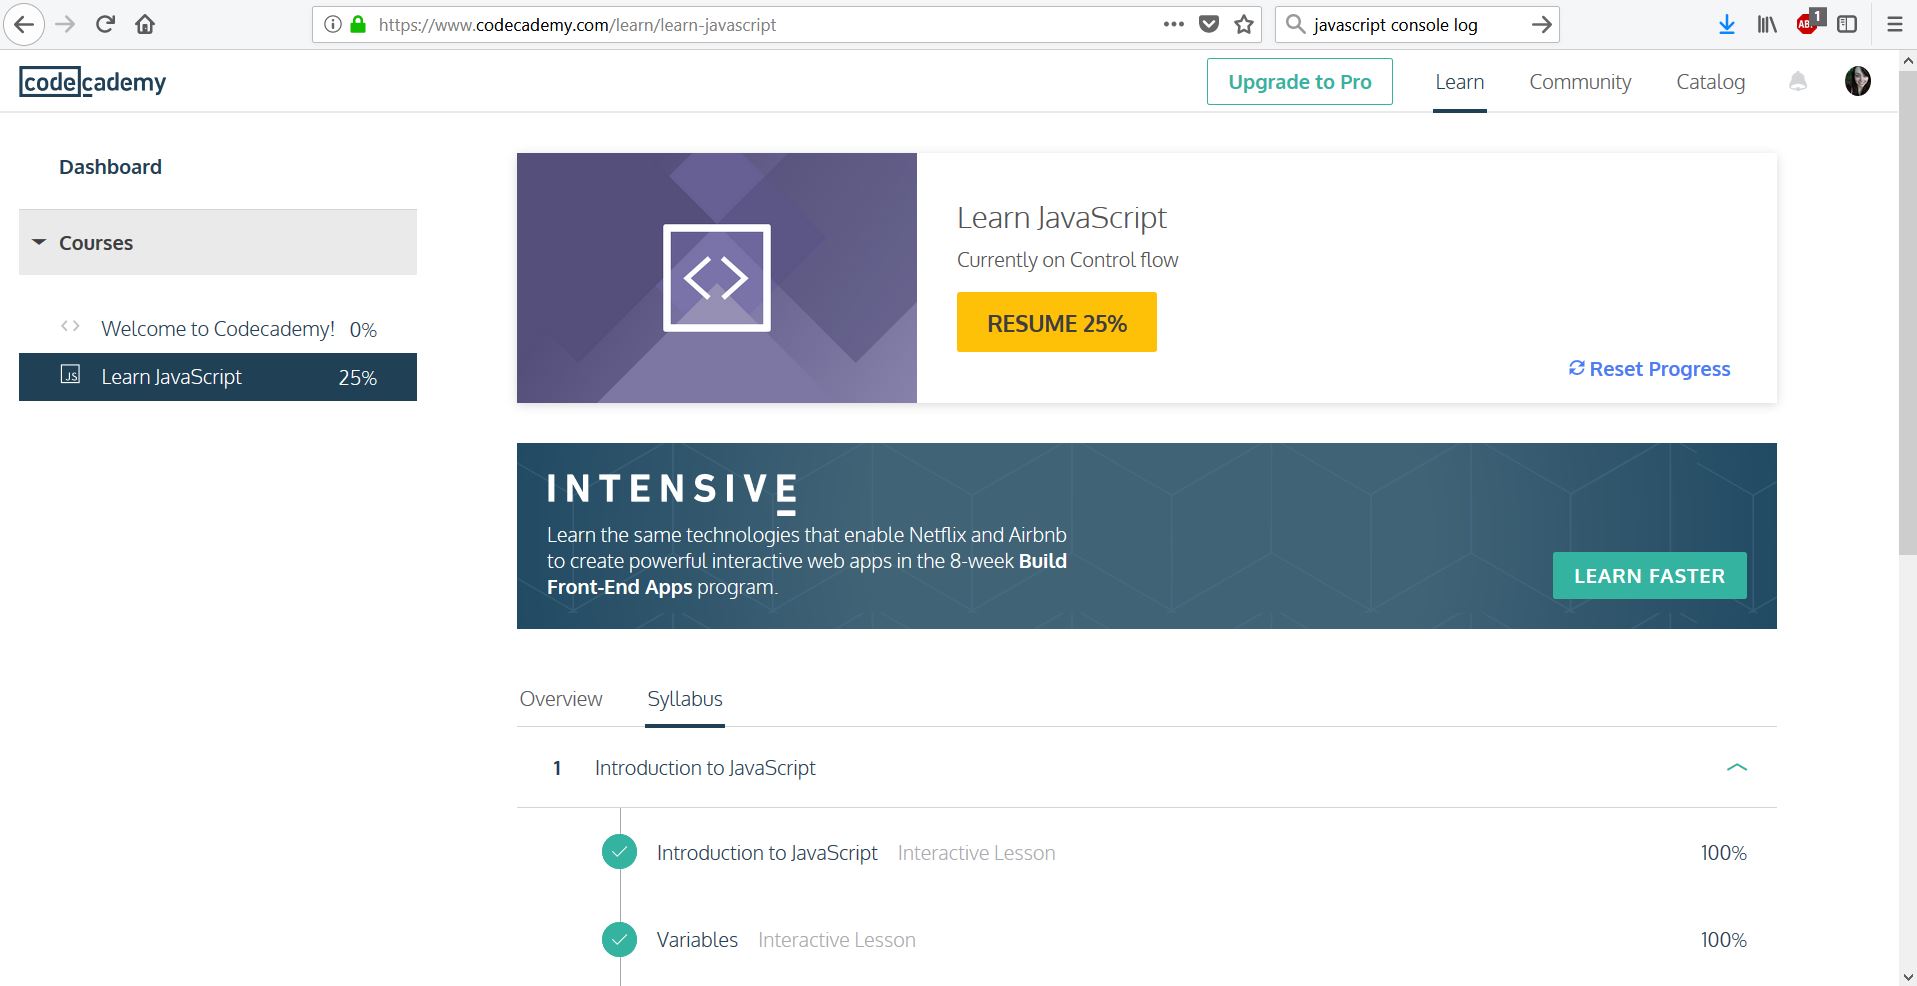 https://www.codecademy.com/learn/learn-javascript
javascript console log
ABP
1
codecademy
Upgrade to Pro
Learn
Community
Catalog
Dashboard
Courses
Welcome to Codecademy! 0%
JS Learn JavaScript 25%
Learn JavaScript
Currently on Control flow
RESUME 25%
Reset Progress
INTENSIVE
Learn the same technologies that enable Netflix and Airbnb
to create powerful interactive web apps in the 8-week Build
Front-End Apps program.
LEARN FASTER
Overview
Syllabus
1 Introduction to JavaScript
Introduction to JavaScript Interactive Lesson 100%
Variables Interactive Lesson 100%